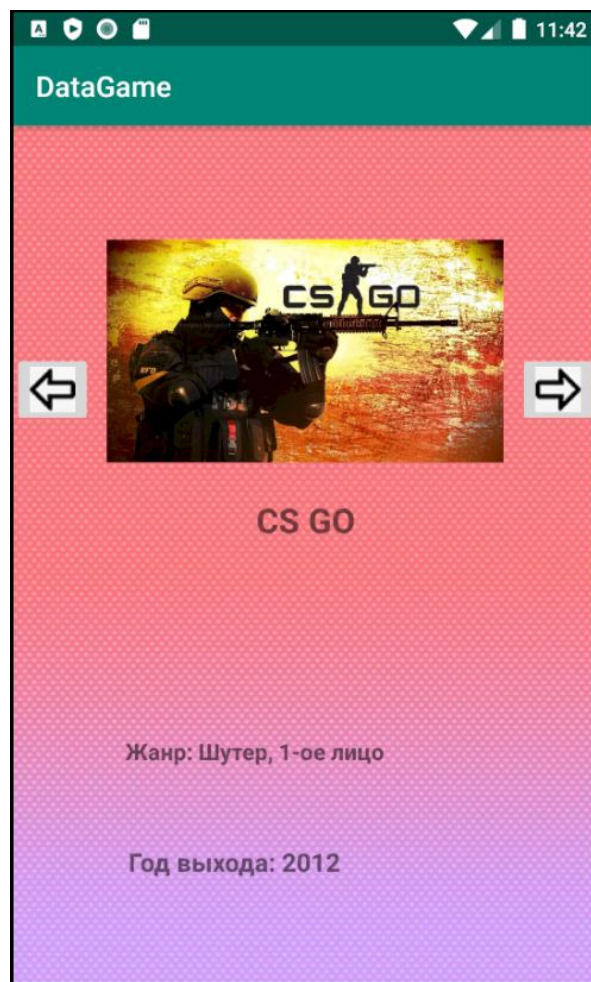 11:42
DataGame
CS GO
CS GO
Жанр: Шутер, 1-ое лицо
Год выхода: 2012